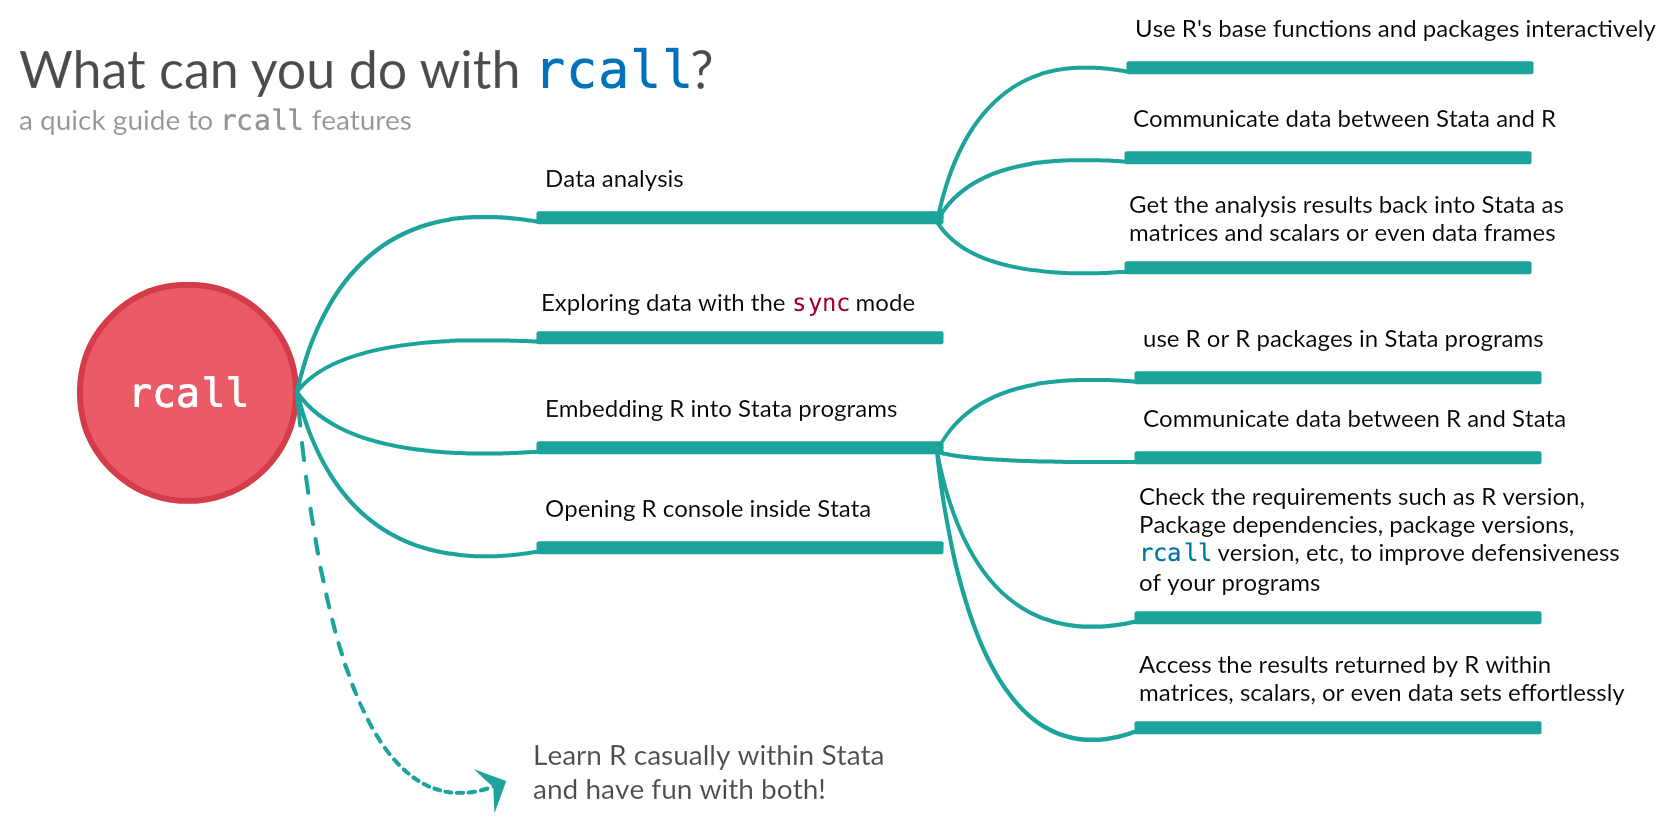 What can you do with rcall?
a quick guide to rcall features
rcall
Data analysis
Use R's base functions and packages interactively
Communicate data between Stata and R
Get the analysis results back into Stata as
matrices and scalars or even data frames
Exploring data with the sync mode
Embedding R into Stata programs
use R or R packages in Stata programs
Communicate data between R and Stata
Check the requirements such as R version,
Package dependencies, package versions,
rcall version, etc, to improve defensiveness
of your programs
Access the results returned by R within
matrices, scalars, or even data sets effortlessly
Opening R console inside Stata
Learn R casually within Stata
and have fun with both!